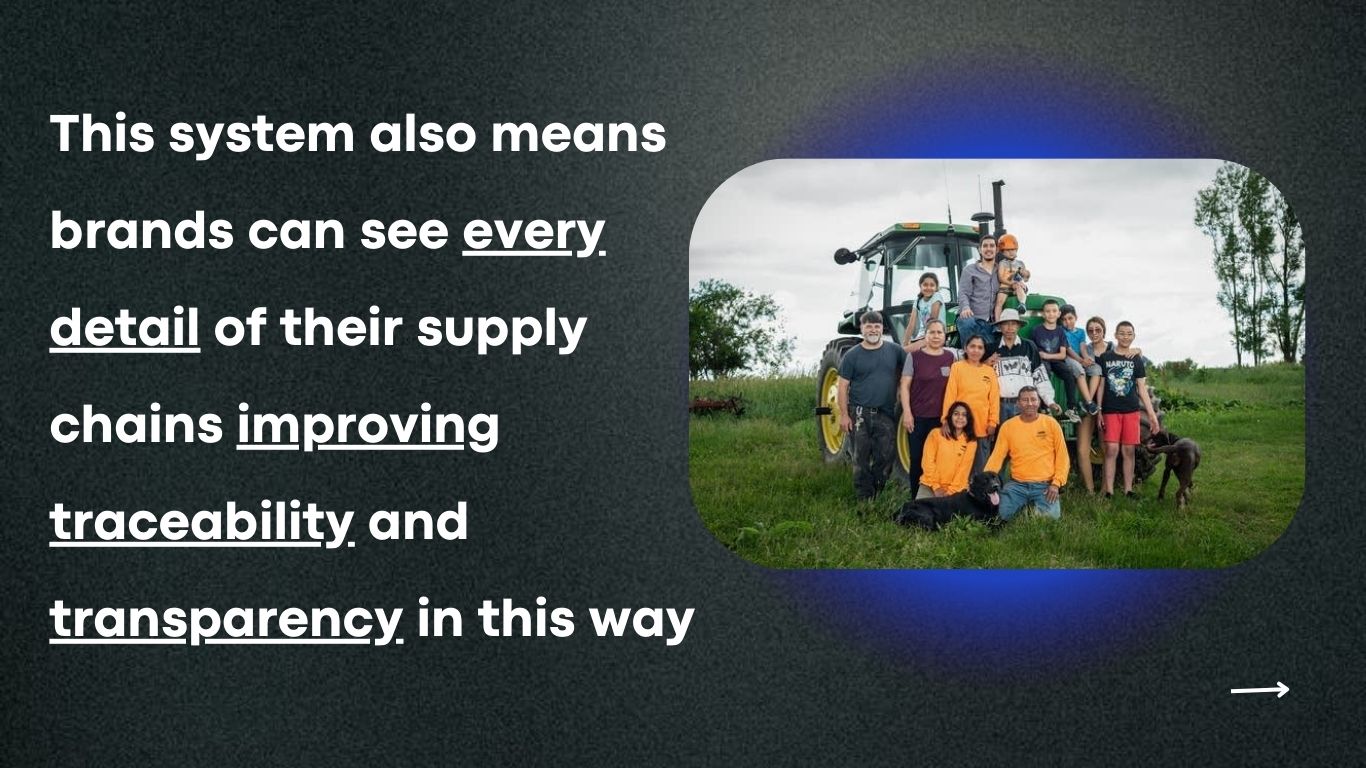 This system also means
brands can see every
detail of their supply
chains improving
traceability and
transparency in this way
NARUTO